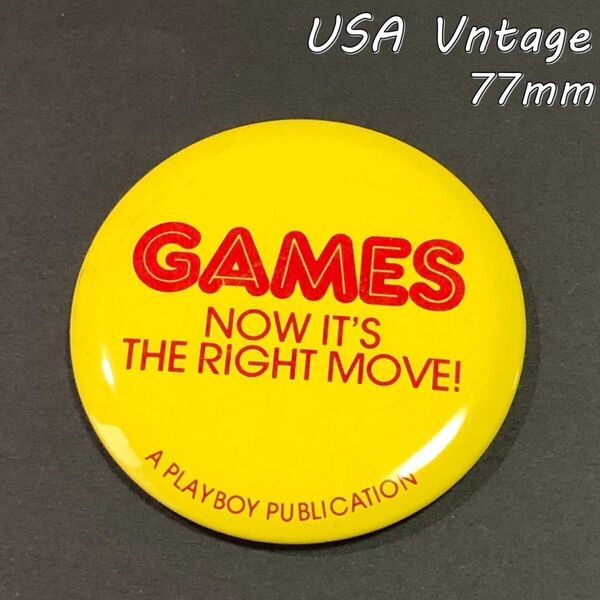 USA Vntage
77mm
GAMES
NOW IT'S
THE RIGHT MOVE!
A PLAYBOY PUBLICATION